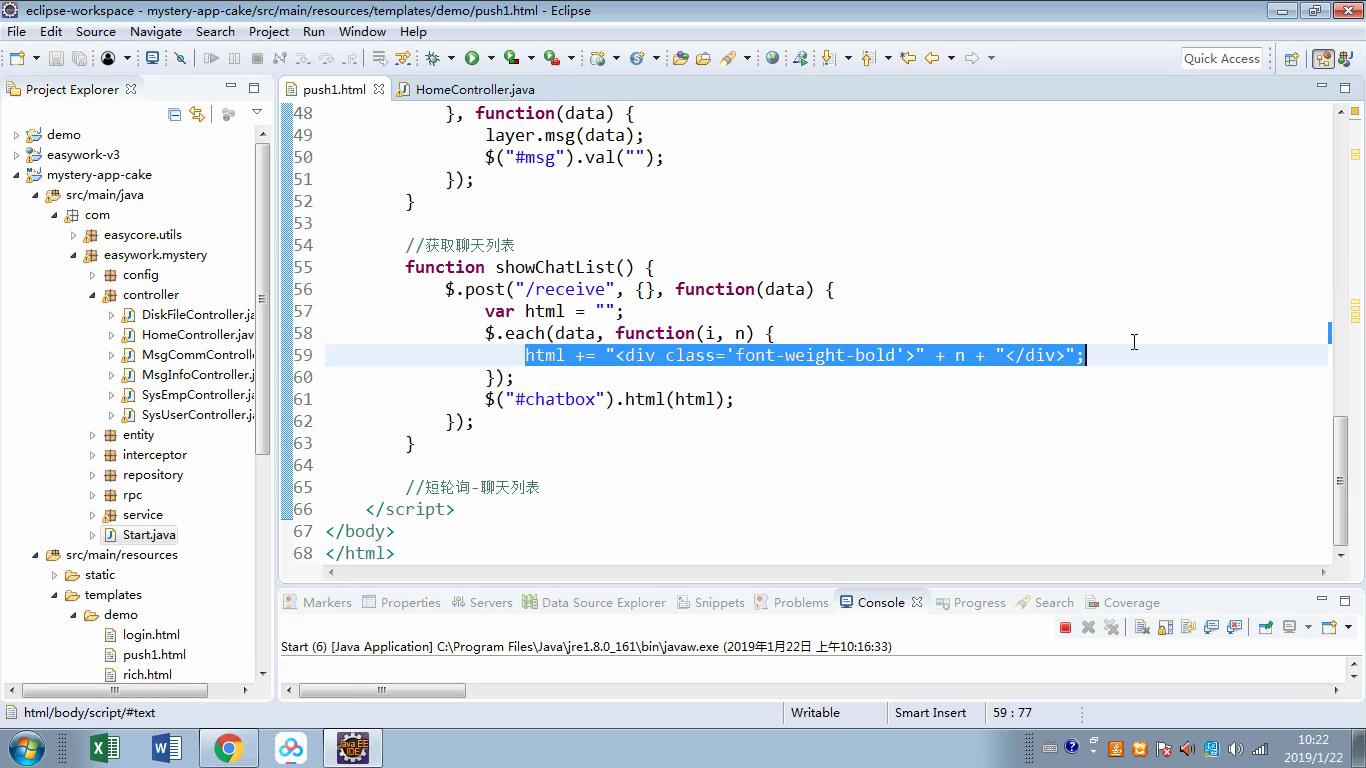 eclipse-workspace - mystery-app-cake/src/main/resources/templates/demo/push1.html - Eclipse
File Edit Source Navigate Search Project Run Window Help
Quick Access
Project Explorer
push1.html HomeController.java
demo
easywork-v3
mystery-app-cake
src/main/java
com
easycore.utils
easywork.mystery
config
controller
DiskFileController.ja
HomeController.ja
MsgCommController
MsgInfoController.j
SysEmpController.j
SysUserController.j
entity
interceptor
repository
rpc
service
Start.java
src/main/resources
static
templates
demo
login.html
push1.html
rich.html
48 }, function(data) {
49 layer.msg(data);
50 $("#msg").val("");
51 });
52 }
53
54 //获取聊天列表
55 function showChatList() {
56 $.post("/receive", {}, function(data) {
57 var html = "";
58 $.each(data, function(i, n) {
59 html += "<div class='font-weight-bold'>" + n + "</div>";
60 });
61 $("#chatbox").html(html);
62 });
63 }
64
65 //短轮询-聊天列表
66 </script>
67 </body>
68 </html>
Markers Properties Servers Data Source Explorer Snippets Problems Console Progress Search Coverage
Start (6) [Java Application] C:\Program Files\Java\jre1.8.0_161\bin\javaw.exe (2019年1月22日 上午10:16:33)
html/body/script/#text
Writable Smart Insert 59 : 77
Java EE
IDE
10:22
2019/1/22